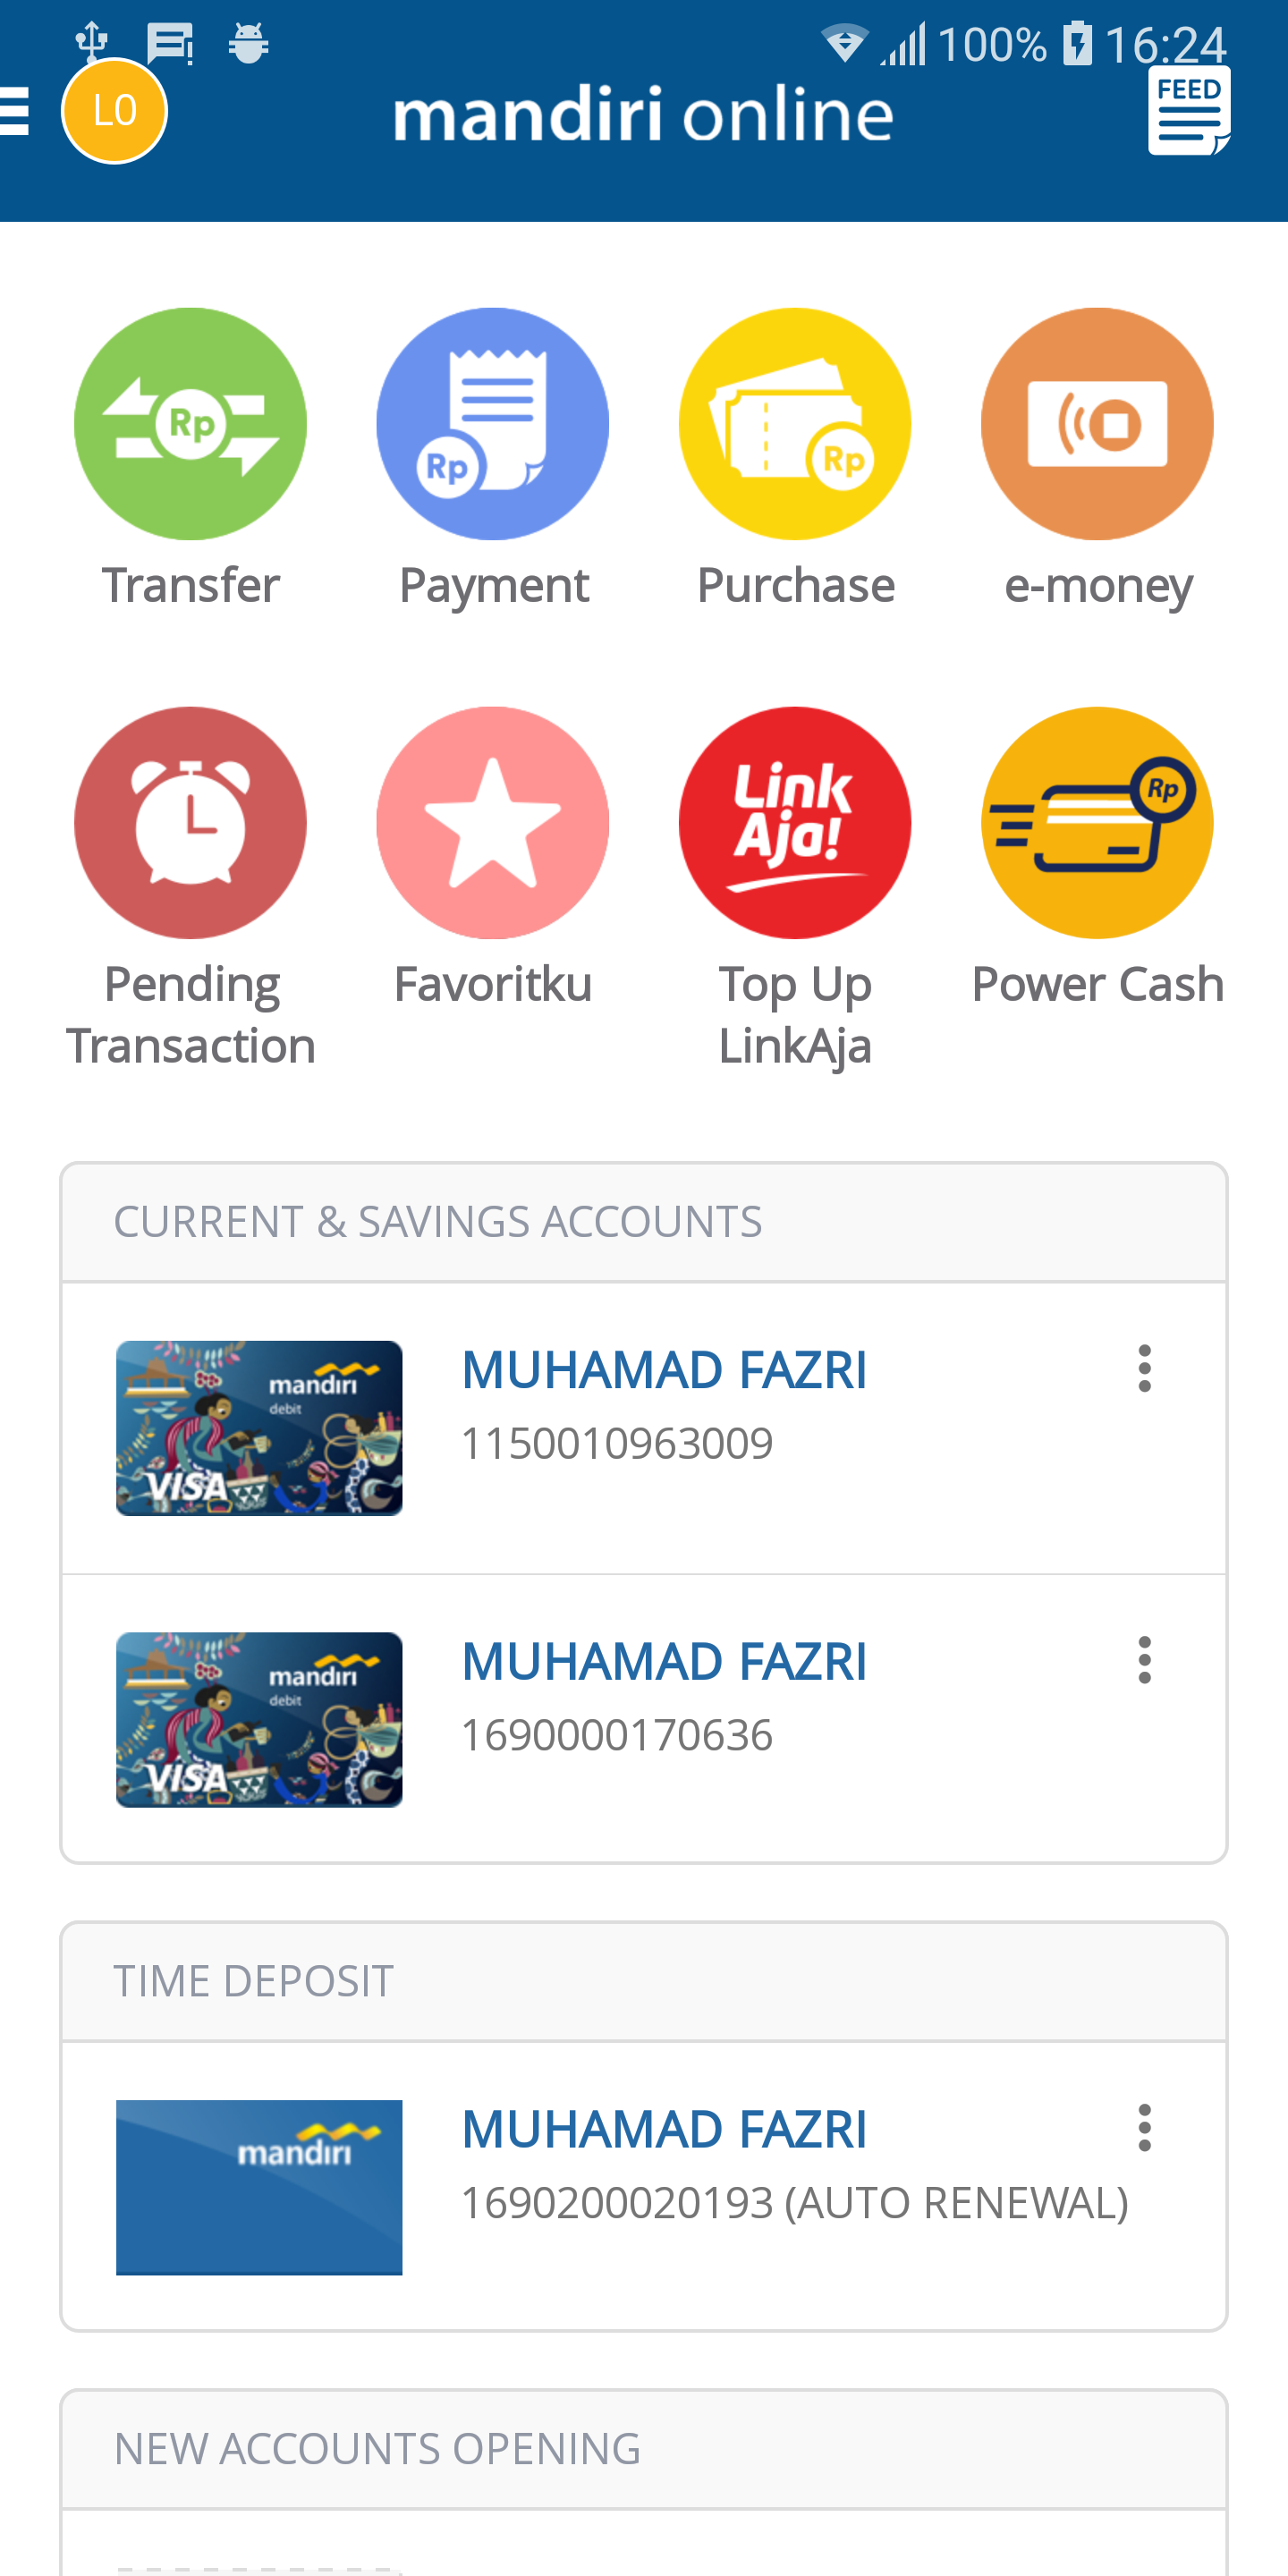 100% 16:24
L0 mandiri online FEED
Rp Rp Rp
Transfer Payment Purchase e-money
Link
Aja!
Rp
Pending Favoritku Top Up Power Cash
Transaction LinkAja
CURRENT & SAVINGS ACCOUNTS
mandiri
debit
VISA
MUHAMAD FAZRI
1150010963009
mandiri
debit
VISA
MUHAMAD FAZRI
1690000170636
TIME DEPOSIT
mandiri
MUHAMAD FAZRI
1690200020193 (AUTO RENEWAL)
NEW ACCOUNTS OPENING